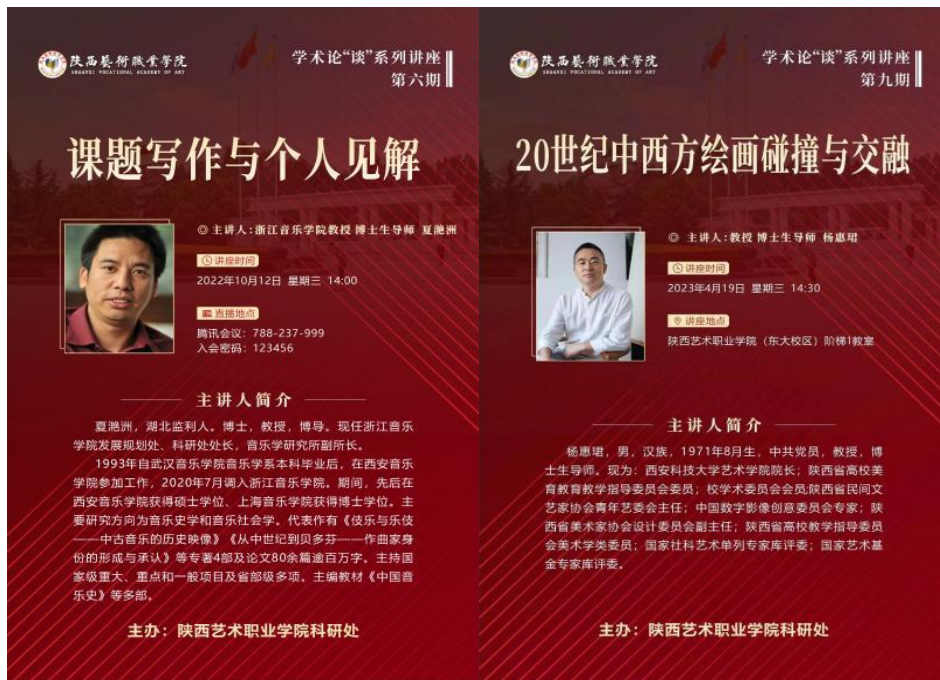 陕西藝術職業学院
SHAANXI VOCATIONAL ACADEMY OF ART
学术论“谈”系列讲座
第六期
课题写作与个人见解
◎ 主讲人:浙江音乐学院教授 博士生导师 夏滟洲
讲座时间
2022年10月12日 星期三 14:00
直播地点
腾讯会议：788-237-999
入会密码：123456
主讲人简介
夏滟洲，湖北监利人。博士，教授，博导。现任浙江音乐
学院发展规划处、科研处处长，音乐学研究所副所长。
1993年自武汉音乐学院音乐学系本科毕业后，在西安音乐
学院参加工作，2020年7月调入浙江音乐学院。期间，先后在
西安音乐学院获得硕士学位、上海音乐学院获得博士学位。主
要研究方向为音乐史学和音乐社会学。代表作有《伎乐与乐伎
——中古音乐的历史映像》《从中世纪到贝多芬——作曲家身
份的形成与承认》等专著4部及论文80余篇逾百万字。主持国
家级重大、重点和一般项目及省部级多项。主编教材《中国音
乐史》等多部。
主办：陕西艺术职业学院科研处
陕西藝術職業学院
SHAANXI VOCATIONAL ACADEMY OF ART
学术论“谈”系列讲座
第九期
20世纪中西方绘画碰撞与交融
◎ 主讲人:教授 博士生导师 杨惠珺
讲座时间
2023年4月19日 星期三 14:30
讲座地点
陕西艺术职业学院（东大校区）阶梯1教室
主讲人简介
杨惠珺，男，汉族，1971年8月生，中共党员，教授，博
士生导师。现为：西安科技大学艺术学院院长；陕西省高校美
育教育教学指导委员会委员；校学术委员会会员;陕西省民间文
艺家协会青年艺委会主任；中国数字影像创意委员会专家；陕
西省美术家协会设计委员会副主任；陕西省高校教学指导委员
会美术学类委员；国家社科艺术单列专家库评委；国家艺术基
金专家库评委。
主办：陕西艺术职业学院科研处